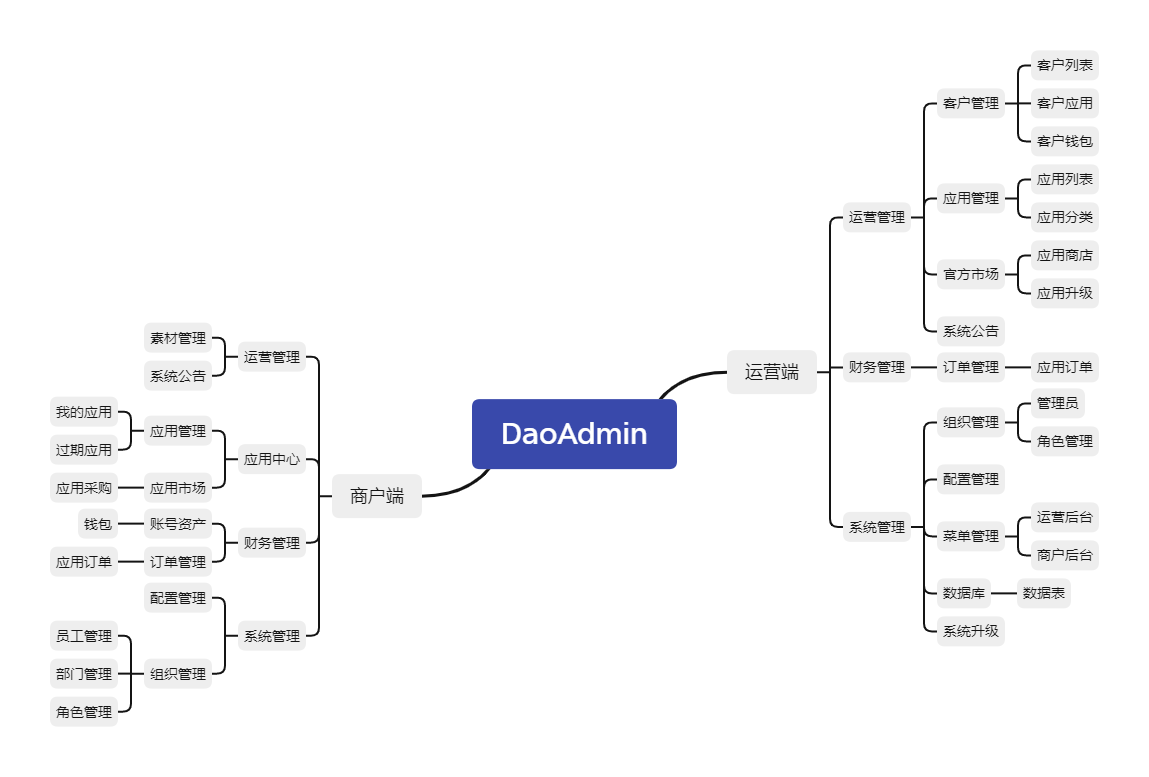 DaoAdmin
运营端
运营管理
客户管理
客户列表
客户应用
客户钱包
应用管理
应用列表
应用分类
官方市场
应用商店
应用升级
系统公告
财务管理
订单管理
应用订单
系统管理
组织管理
管理员
角色管理
配置管理
菜单管理
运营后台
商户后台
数据库
数据表
系统升级
商户端
运营管理
素材管理
系统公告
应用中心
应用管理
我的应用
过期应用
应用市场
应用采购
财务管理
账号资产
钱包
订单管理
应用订单
系统管理
配置管理
组织管理
员工管理
部门管理
角色管理